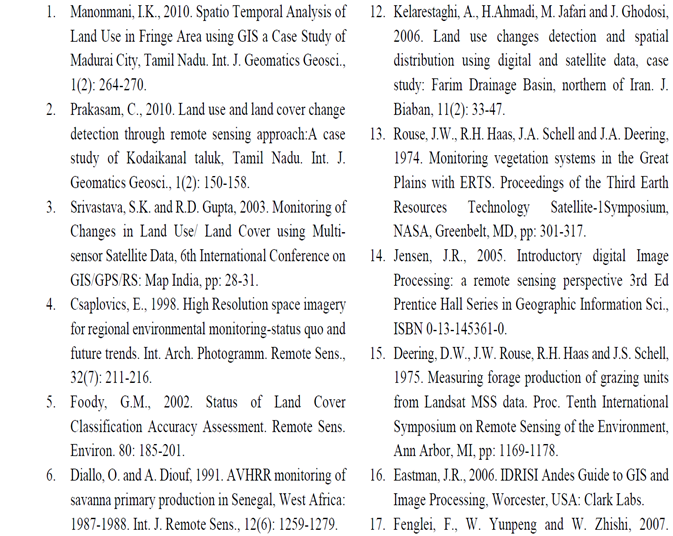 1. Manonmani, I.K., 2010. Spatio Temporal Analysis of
Land Use in Fringe Area using GIS a Case Study of
Madurai City, Tamil Nadu. Int. J. Geomatics Geosci.,
1(2): 264-270.
2. Prakasam, C., 2010. Land use and land cover change
detection through remote sensing approach:A case
study of Kodaikanal taluk, Tamil Nadu. Int. J.
Geomatics Geosci., 1(2): 150-158.
3. Srivastava, S.K. and R.D. Gupta, 2003. Monitoring of
Changes in Land Use/ Land Cover using Multi-
sensor Satellite Data, 6th International Conference on
GIS/GPS/RS: Map India, pp: 28-31.
4. Csaplovics, E., 1998. High Resolution space imagery
for regional environmental monitoring-status quo and
future trends. Int. Arch. Photogramm. Remote Sens.,
32(7): 211-216.
5. Foody, G.M., 2002. Status of Land Cover
Classification Accuracy Assessment. Remote Sens.
Environ. 80: 185-201.
6. Diallo, O. and A. Diouf, 1991. AVHRR monitoring of
savanna primary production in Senegal, West Africa:
1987-1988. Int. J. Remote Sens., 12(6): 1259-1279.
12. Kelarestaghi, A., H.Ahmadi, M. Jafari and J. Ghodosi,
2006. Land use changes detection and spatial
distribution using digital and satellite data, case
study: Farim Drainage Basin, northern of Iran. J.
Biaban, 11(2): 33-47.
13. Rouse, J.W., R.H. Haas, J.A. Schell and J.A. Deering,
1974. Monitoring vegetation systems in the Great
Plains with ERTS. Proceedings of the Third Earth
Resources Technology Satellite-1Symposium,
NASA, Greenbelt, MD, pp: 301-317.
14. Jensen, J.R., 2005. Introductory digital Image
Processing: a remote sensing perspective 3rd Ed
Prentice Hall Series in Geographic Information Sci.,
ISBN 0-13-145361-0.
15. Deering, D.W., J.W. Rouse, R.H. Haas and J.S. Schell,
1975. Measuring forage production of grazing units
from Landsat MSS data. Proc. Tenth International
Symposium on Remote Sensing of the Environment,
Ann Arbor, MI, pp: 1169-1178.
16. Eastman, J.R., 2006. IDRISI Andes Guide to GIS and
Image Processing, Worcester, USA: Clark Labs.
17. Fenglei, F., W. Yunpeng and W. Zhishi, 2007.